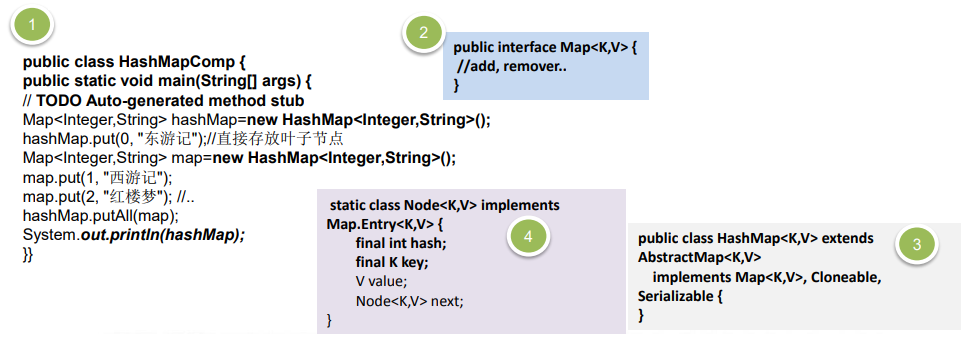 1
public class HashMapComp {
public static void main(String[] args) {
// TODO Auto-generated method stub
Map<Integer,String> hashMap=new HashMap<Integer,String>();
hashMap.put(0, "东游记");//直接存放叶子节点
Map<Integer,String> map=new HashMap<Integer,String>();
map.put(1, "西游记");
map.put(2, "红楼梦"); //..
hashMap.putAll(map);
System.out.println(hashMap);
}}
2
public interface Map<K,V> {
//add, remover..
}
static class Node<K,V> implements
Map.Entry<K,V> {
4
final int hash;
final K key;
V value;
Node<K,V> next;
}
3
public class HashMap<K,V> extends
AbstractMap<K,V>
implements Map<K,V>, Cloneable,
Serializable {
}